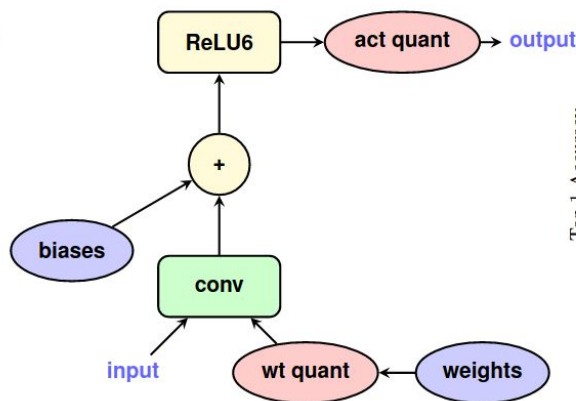 ReLU6
act quant
output
+
biases
conv
input
wt quant
weights